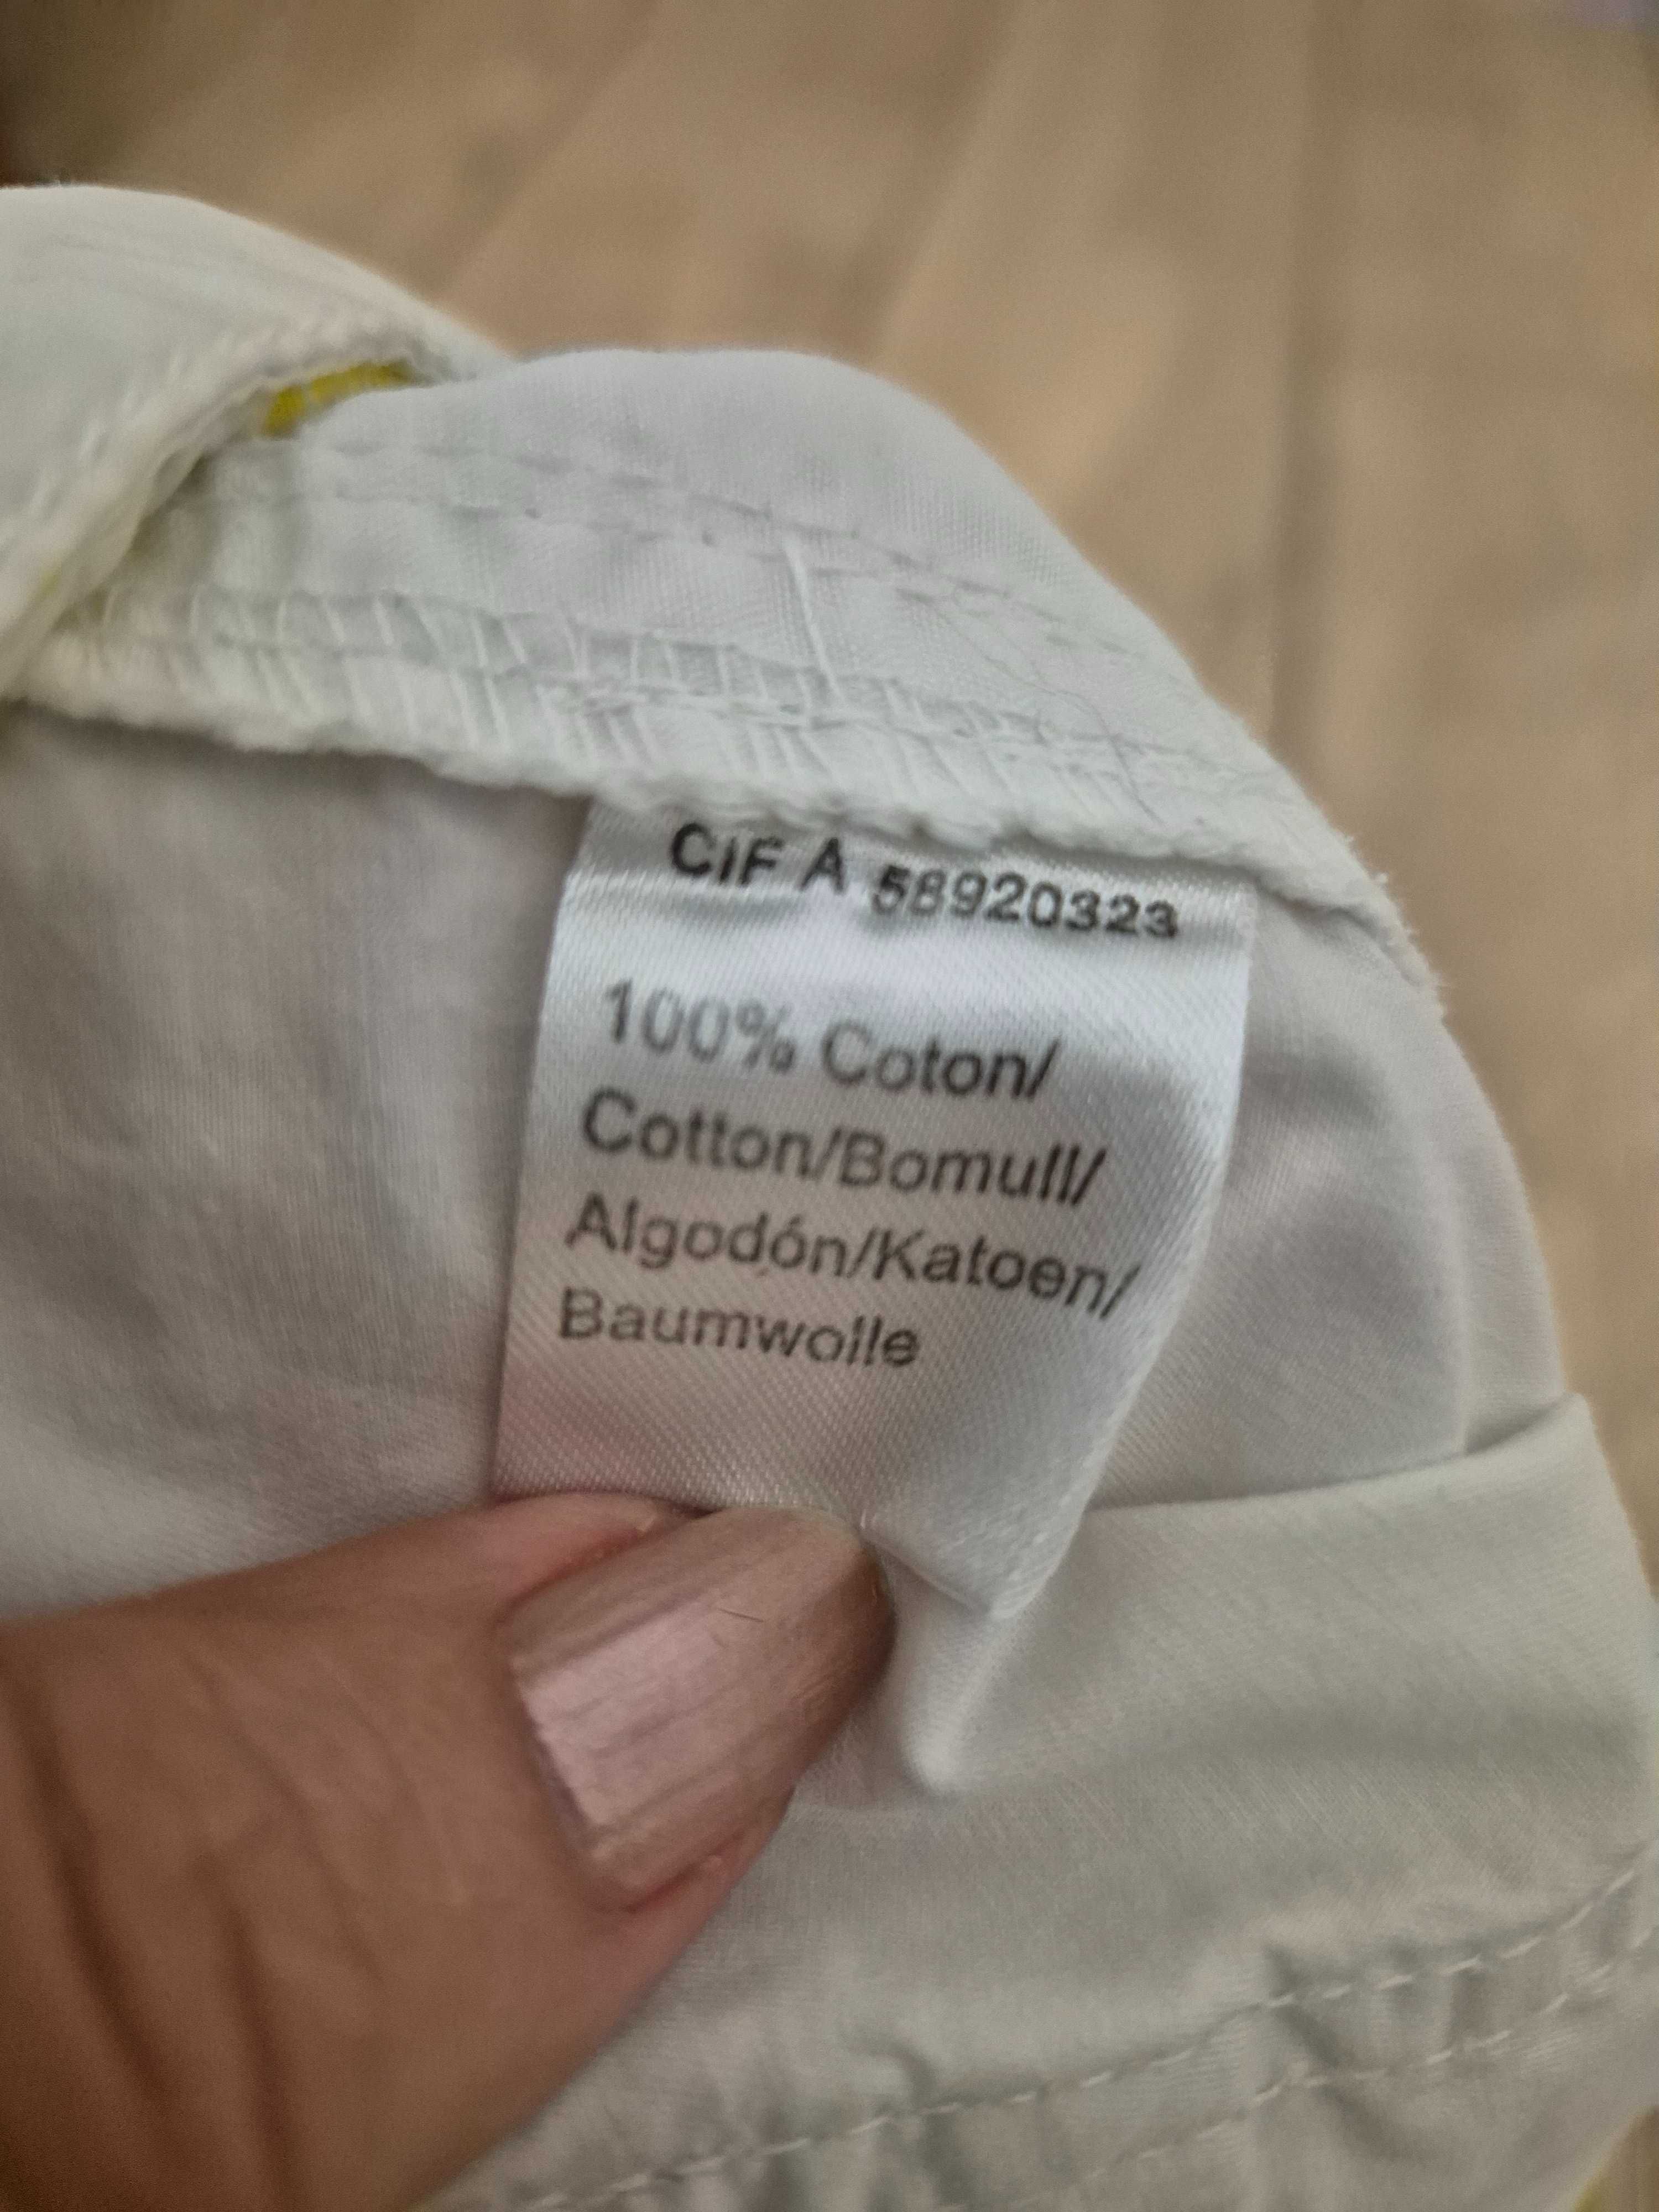 CIF A 58920323
100% Coton/
Cotton/Bomull/
Algodón/Katoen/
Baumwolle